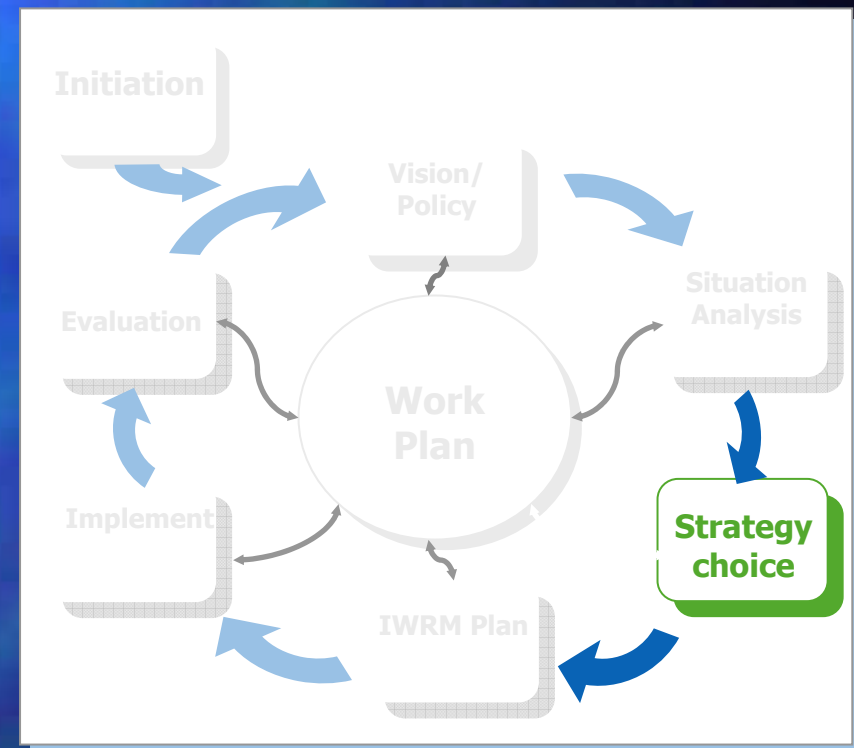 Initiation
Vision/
Policy
Situation
Analysis
Evaluation
Work
Plan
Implement
Strategy
choice
IWRM Plan